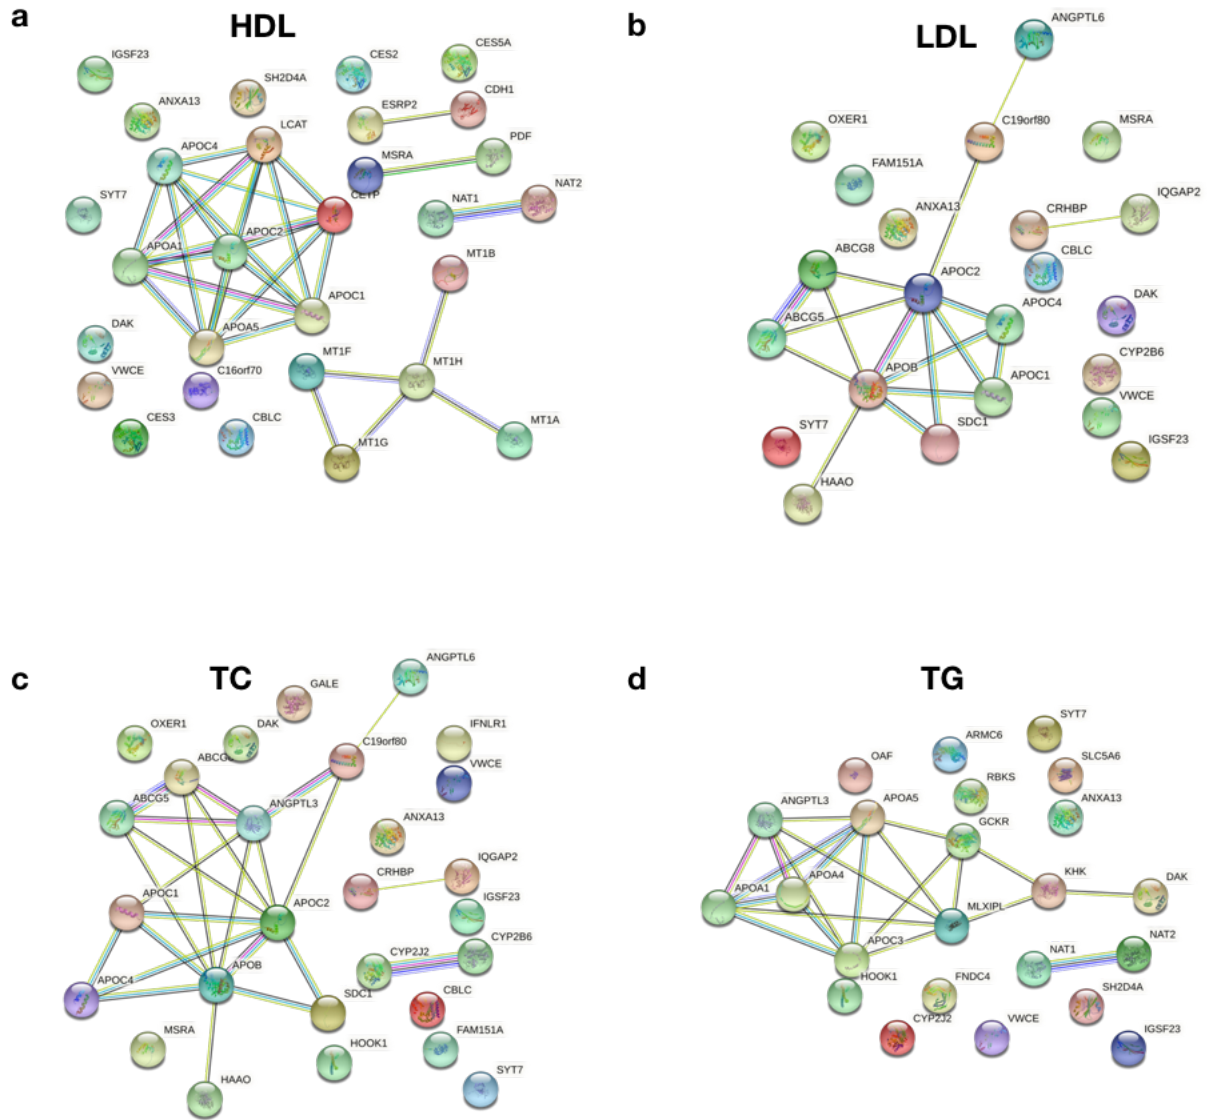 a
HDL
IGSF23
CES2
CES5A
SH2D4A
ANXA13
ESRP2
CDH1
LCAT
APOC4
MSRA
PDF
CETP
SYT7
NAT1
NAT2
APOA1
APOC2
MT1B
APOC1
DAK
APOA5
MT1F
MT1H
VWCE
C16orf70
CES3
CBLC
MT1G
MT1A
b
LDL
ANGPTL6
OXER1
C19orf80
MSRA
FAM151A
IQGAP2
ANXA13
CRHBP
ABCG8
CBLC
APOC2
APOC4
DAK
ABCG5
CYP2B6
APOB
APOC1
VWCE
SYT7
SDC1
IGSF23
HAAO
c
TC
ANGPTL6
GALE
OXER1
DAK
IFNLR1
C19orf80
VWCE
ABCG5
ANGPTL3
ANXA13
IQGAP2
CRHBP
APOC1
IGSF23
APOC2
CYP2J2
CYP2B6
APOB
APOC4
SDC1
CBLC
MSRA
HOOK1
FAM151A
HAAO
SYT7
d
TG
SYT7
ARMC6
SLC5A6
OAF
RBKS
ANGPTL3
APOA5
ANXA13
GCKR
APOA4
KHK
DAK
APOA1
MLXIPL
APOC3
NAT1
NAT2
HOOK1
FNDC4
SH2D4A
CYP2J2
VWCE
IGSF23